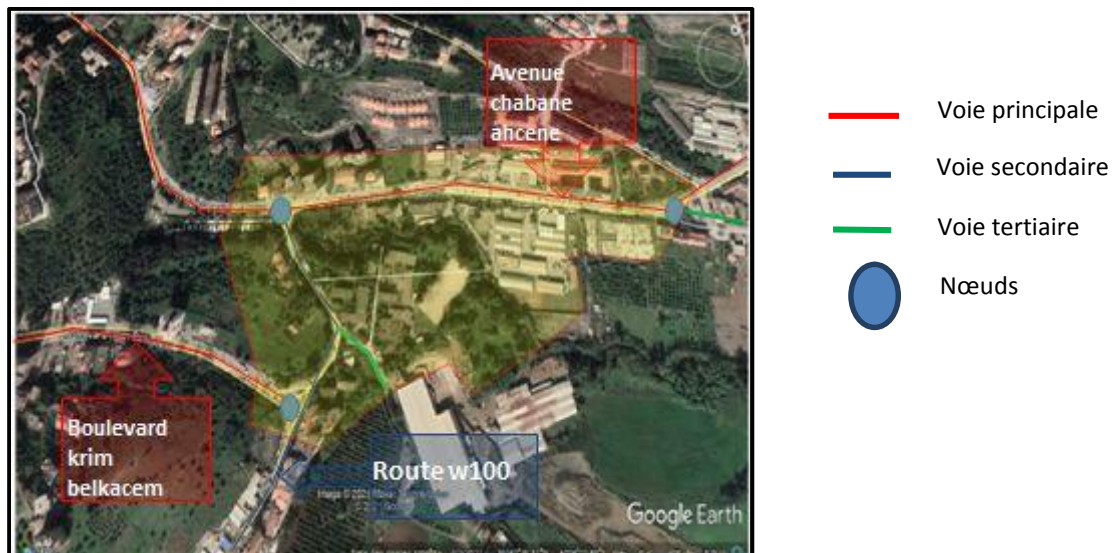 Avenue
chabane
ahcene
Boulevard
krim
belkacem
Route w100
Google Earth
Voie principale
Voie secondaire
Voie tertiaire
Nœuds